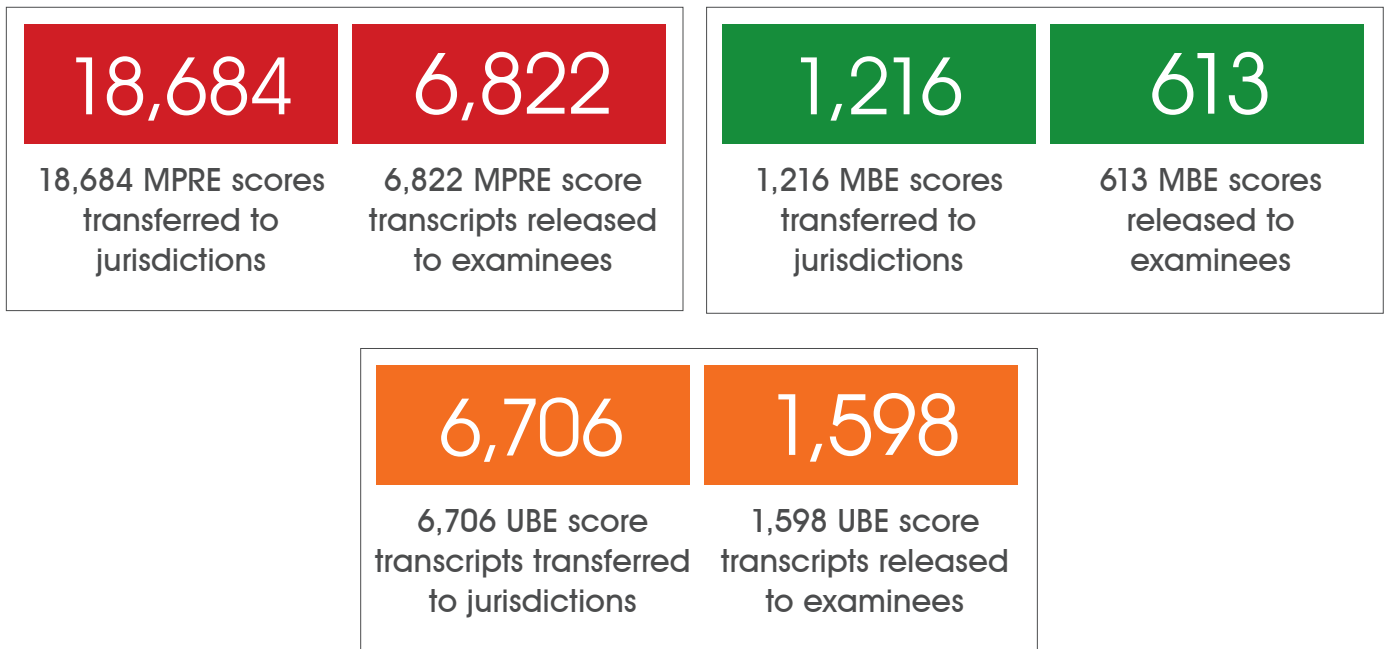 18,684
18,684 MPRE scores
transferred to
jurisdictions
6,822
6,822 MPRE score
transcripts released
to examinees
1,216
1,216 MBE scores
transferred to
jurisdictions
613
613 MBE scores
released to
examinees
6,706
6,706 UBE score
transcripts transferred
to jurisdictions
1,598
1,598 UBE score
transcripts released
to examinees